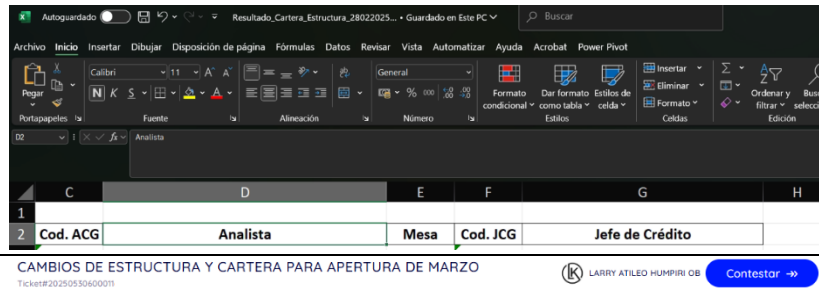 Autoguardado Resultado_Cartera_Estructura_28022025... • Guardado en Este PC Buscar
Archivo Inicio Insertar Dibujar Disposición de página Fórmulas Datos Revisar Vista Automatizar Ayuda Acrobat Power Pivot
Pegar Calibri 11 A A General Formato condicional Dar formato como tabla Estilos de celda Insertar Eliminar Formato Ordenar y filtrar
N K S % 000
Portapapeles Fuente Alineación Número Estilos Celdas Edición
D2 fx Analista
C D E F G H
1
2 Cod. ACG Analista Mesa Cod. JCG Jefe de Crédito
CAMBIOS DE ESTRUCTURA Y CARTERA PARA APERTURA DE MARZO
Ticket#20250530600011
LARRY ATILEO HUMPIRI OB
Contestar